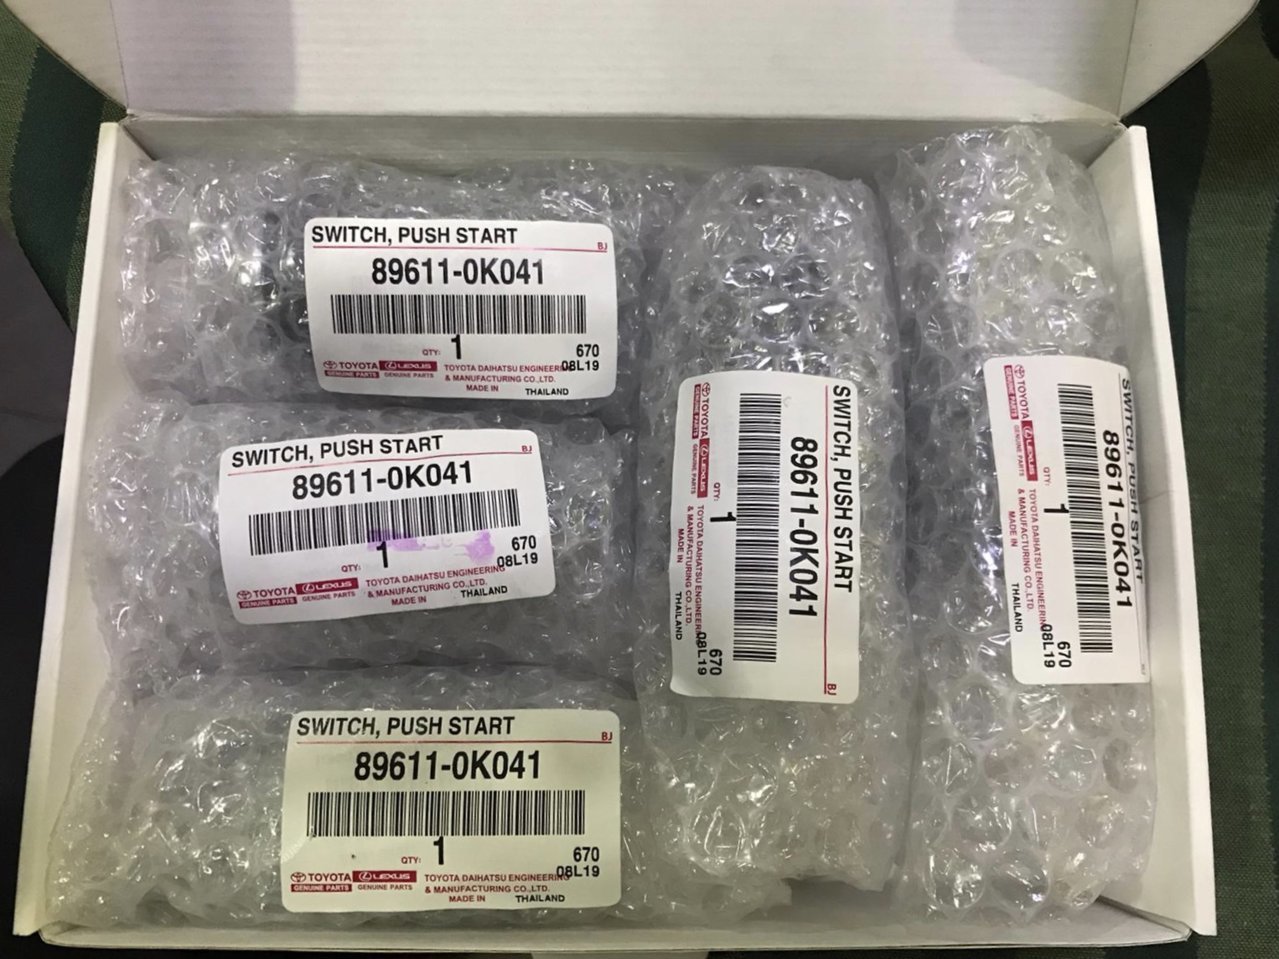 SWITCH, PUSH START
BJ
89611-0K041
QTY: 1
670
08L19
TOYOTA LEXUS
GENUINE PARTS GENUINE PARTS
TOYOTA DAIHATSU ENGINEERING
& MANUFACTURING CO.,LTD.
MADE IN THAILAND
SWITCH, PUSH START
BJ
89611-0K041
QTY: 1
670
08L19
TOYOTA LEXUS
GENUINE PARTS GENUINE PARTS
TOYOTA DAIHATSU ENGINEERING
& MANUFACTURING CO.,LTD.
MADE IN THAILAND
SWITCH, PUSH START
BJ
89611-0K041
QTY: 1
670
08L19
TOYOTA LEXUS
GENUINE PARTS GENUINE PARTS
TOYOTA DAIHATSU ENGINEERING
& MANUFACTURING CO.,LTD.
MADE IN THAILAND
SWITCH, PUSH START
BJ
89611-0K041
QTY: 1
670
08L19
TOYOTA LEXUS
GENUINE PARTS GENUINE PARTS
TOYOTA DAIHATSU ENGINEERING
& MANUFACTURING CO.,LTD.
MADE IN THAILAND
SWITCH, PUSH START
89611-0K041
QTY: 1
670
08L19
TOYOTA LEXUS
GENUINE PARTS GENUINE PARTS
TOYOTA DAIHATSU ENGINEERING
& MANUFACTURING CO.,LTD.
MADE IN THAILAND